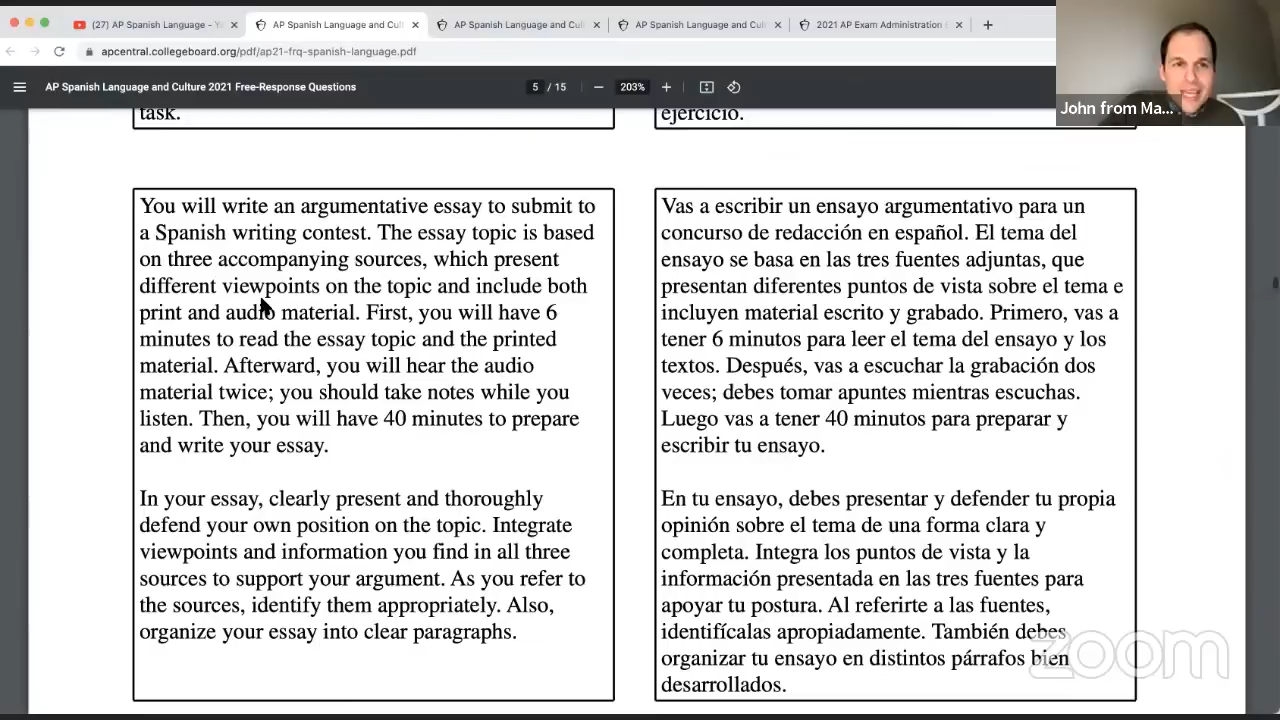 (27) AP Spanish Language - Y
AP Spanish Language and Cult
AP Spanish Language and Cul
AP Spanish Language and Cul
2021 AP Exam Administration
apcentral.collegeboard.org/pdf/ap21-frq-spanish-language.pdf
AP Spanish Language and Culture 2021 Free-Response Questions
5 / 15
203%
John from Ma...
task.
ejercicio.
You will write an argumentative essay to submit to
a Spanish writing contest. The essay topic is based
on three accompanying sources, which present
different viewpoints on the topic and include both
print and audio material. First, you will have 6
minutes to read the essay topic and the printed
material. Afterward, you will hear the audio
material twice; you should take notes while you
listen. Then, you will have 40 minutes to prepare
and write your essay.
In your essay, clearly present and thoroughly
defend your own position on the topic. Integrate
viewpoints and information you find in all three
sources to support your argument. As you refer to
the sources, identify them appropriately. Also,
organize your essay into clear paragraphs.
Vas a escribir un ensayo argumentativo para un
concurso de redacción en español. El tema del
ensayo se basa en las tres fuentes adjuntas, que
presentan diferentes puntos de vista sobre el tema e
incluyen material escrito y grabado. Primero, vas a
tener 6 minutos para leer el tema del ensayo y los
textos. Después, vas a escuchar la grabación dos
veces; debes tomar apuntes mientras escuchas.
Luego vas a tener 40 minutos para preparar y
escribir tu ensayo.
En tu ensayo, debes presentar y defender tu propia
opinión sobre el tema de una forma clara y
completa. Integra los puntos de vista y la
información presentada en las tres fuentes para
apoyar tu postura. Al referirte a las fuentes,
identifícalas apropiadamente. También debes
organizar tu ensayo en distintos párrafos bien
desarrollados.
zoom